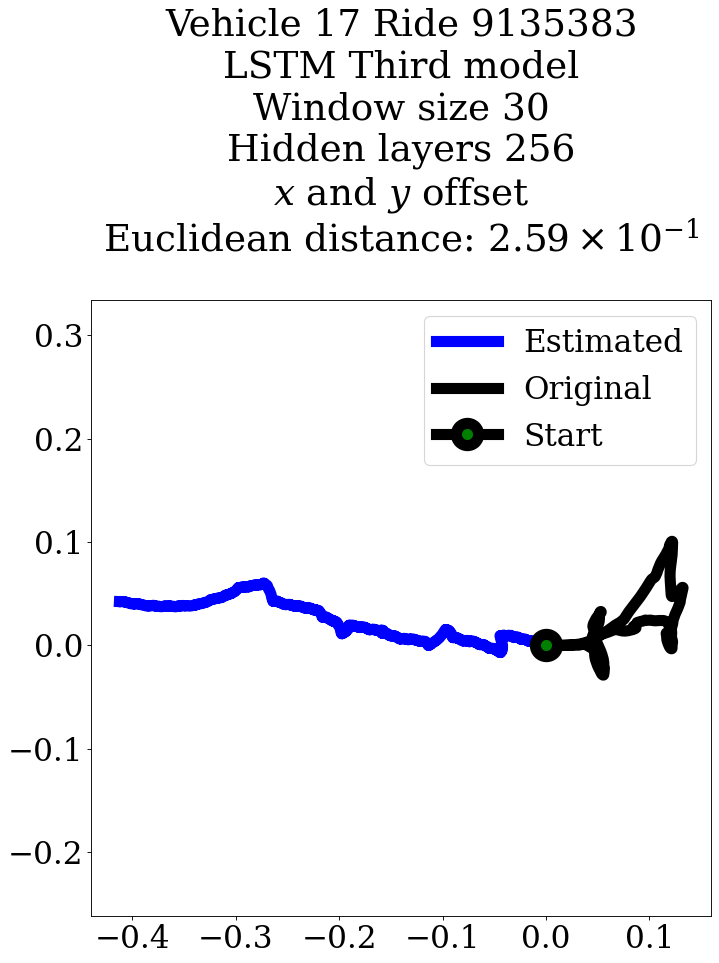 Vehicle 17 Ride 9135383
LSTM Third model
Window size 30
Hidden layers 256
x and y offset
Euclidean distance: 2.59 × 10⁻¹
Estimated
Original
Start
0.3
0.2
0.1
0.0
−0.1
−0.2
−0.4 −0.3 −0.2 −0.1 0.0 0.1